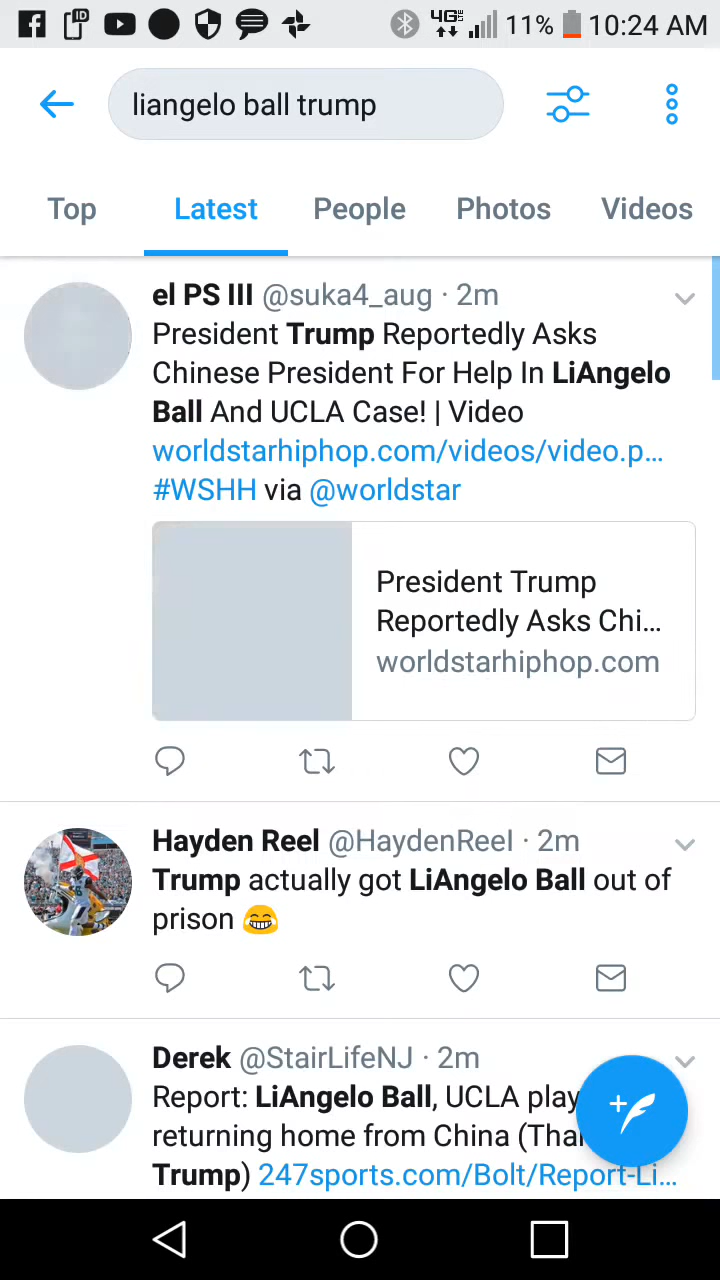 4G 11% 10:24 AM
liangelo ball trump
Top Latest People Photos Videos
el PS III @suka4_aug · 2m
President Trump Reportedly Asks
Chinese President For Help In LiAngelo
Ball And UCLA Case! | Video
worldstarhiphop.com/videos/video.p...
#WSHH via @worldstar
President Trump
Reportedly Asks Chi...
worldstarhiphop.com
Hayden Reel @HaydenReel · 2m
Trump actually got LiAngelo Ball out of
prison 😂
Derek @StairLifeNJ · 2m
Report: LiAngelo Ball, UCLA play
returning home from China (Tha
Trump) 247sports.com/Bolt/Report-Li...